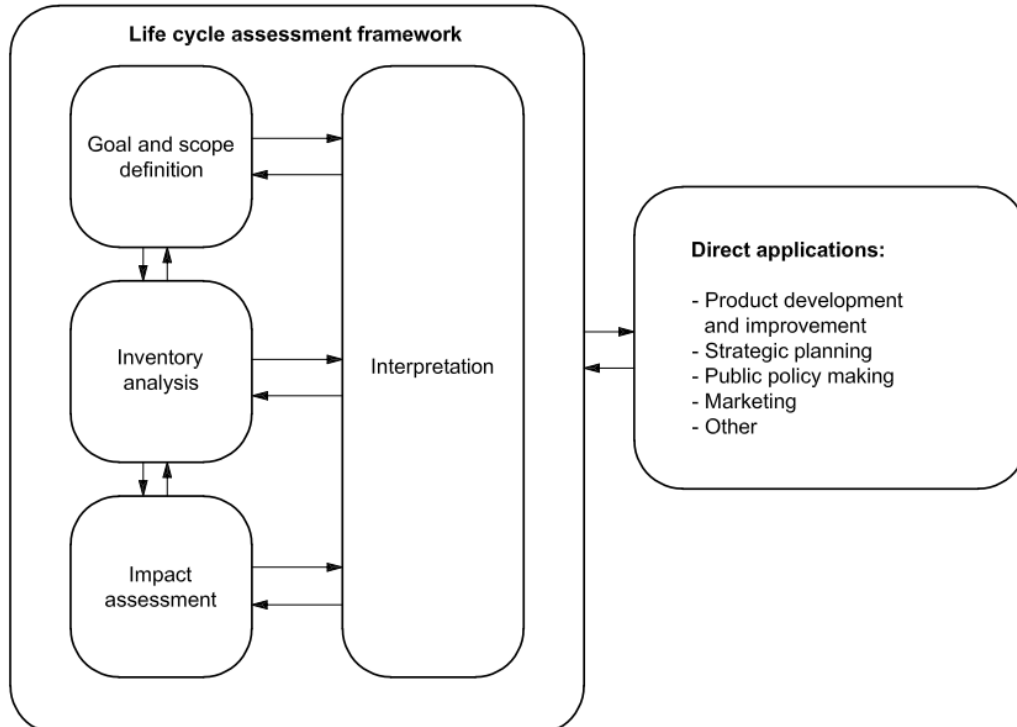 Life cycle assessment framework
Goal and scope
definition
Inventory
analysis
Impact
assessment
Interpretation
Direct applications:
- Product development
and improvement
- Strategic planning
- Public policy making
- Marketing
- Other